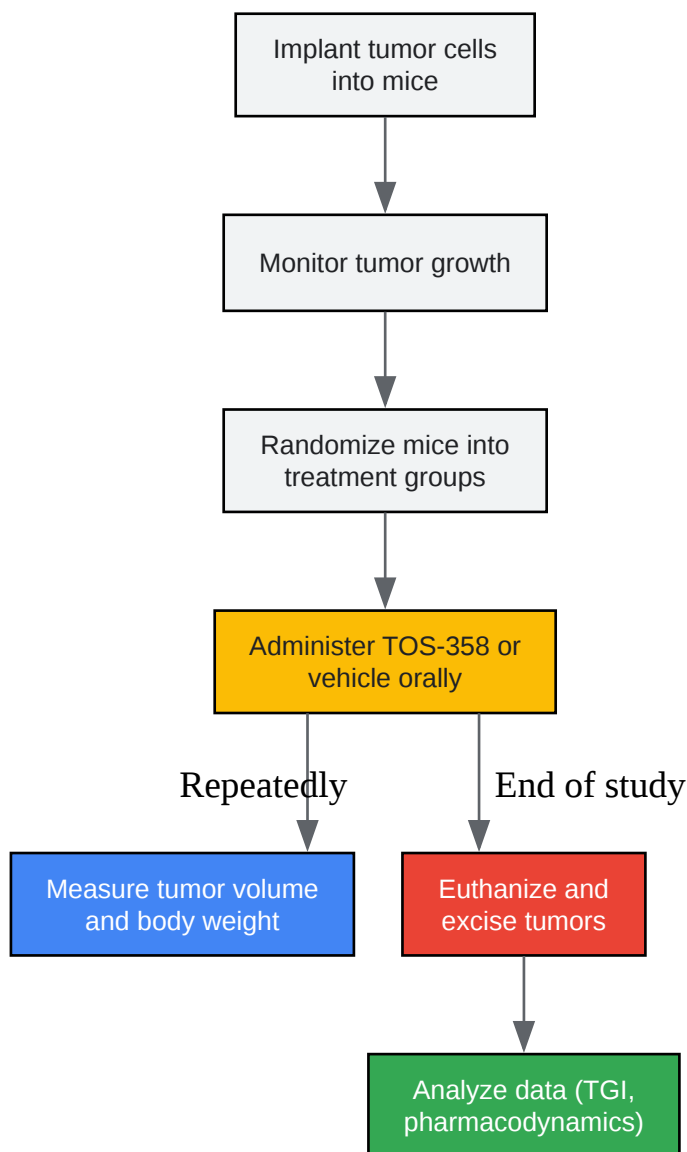 Implant tumor cells
into mice
Monitor tumor growth
Randomize mice into
treatment groups
Administer TOS-358 or
vehicle orally
Repeatedly
End of study
Measure tumor volume
and body weight
Euthanize and
excise tumors
Analyze data (TGI,
pharmacodynamics)